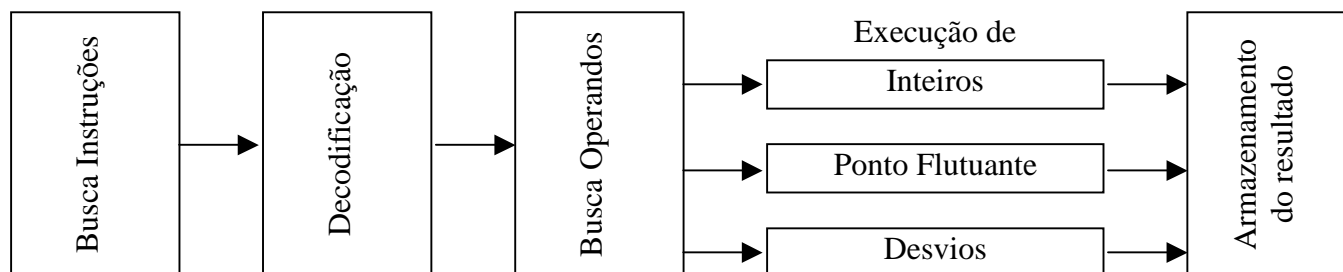 Busca Instruções
Decodificação
Busca Operandos
Execução de
Inteiros
Ponto Flutuante
Desvios
Armazenamento
do resultado